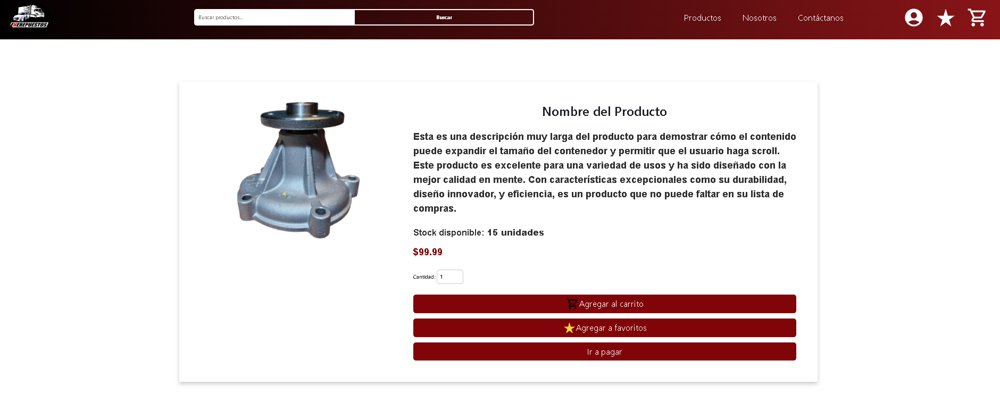 ENEREPUESTOS
Buscar productos...
Buscar
Productos
Nosotros
Contáctanos
Nombre del Producto
Esta es una descripción muy larga del producto para demostrar cómo el contenido
puede expandir el tamaño del contenedor y permitir que el usuario haga scroll.
Este producto es excelente para una variedad de usos y ha sido diseñado con la
mejor calidad en mente. Con características excepcionales como su durabilidad,
diseño innovador, y eficiencia, es un producto que no puede faltar en su lista de
compras.
Stock disponible: 15 unidades
$99.99
Cantidad: 1
Agregar al carrito
Agregar a favoritos
Ir a pagar